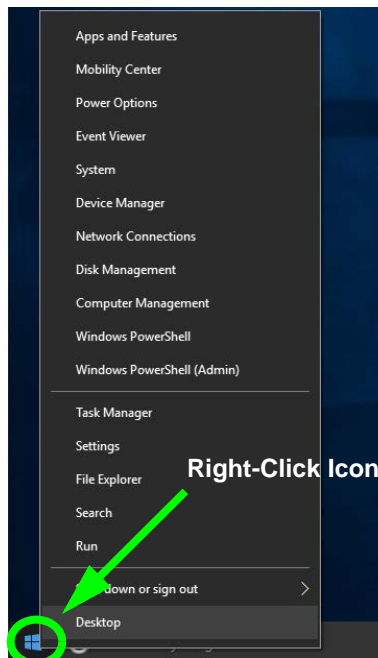 Apps and Features
Mobility Center
Power Options
Event Viewer
System
Device Manager
Network Connections
Disk Management
Computer Management
Windows PowerShell
Windows PowerShell (Admin)
Task Manager
Settings
File Explorer
Right-Click Icon
Search
Run
down or sign out
Desktop